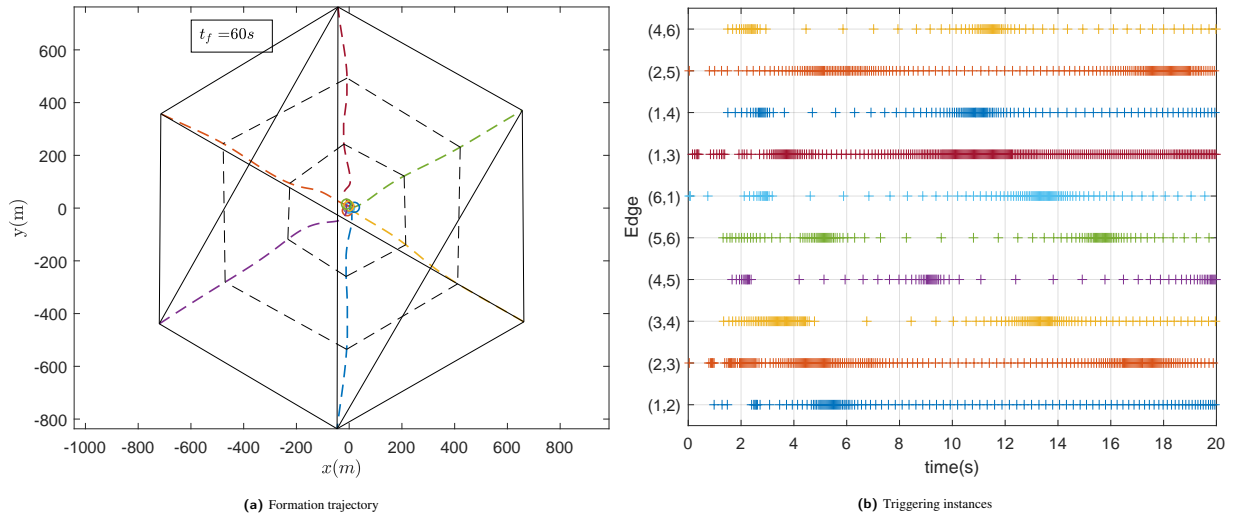 t_f =60s
600
400
200
0
-200
-400
-600
-800
y(m)
-1000 -800 -600 -400 -200 0 200 400 600 800
x(m)
(a) Formation trajectory
(4,6)
(2,5)
(1,4)
(1,3)
(6,1)
(5,6)
(4,5)
(3,4)
(2,3)
(1,2)
Edge
0 2 4 6 8 10 12 14 16 18 20
time(s)
(b) Triggering instances